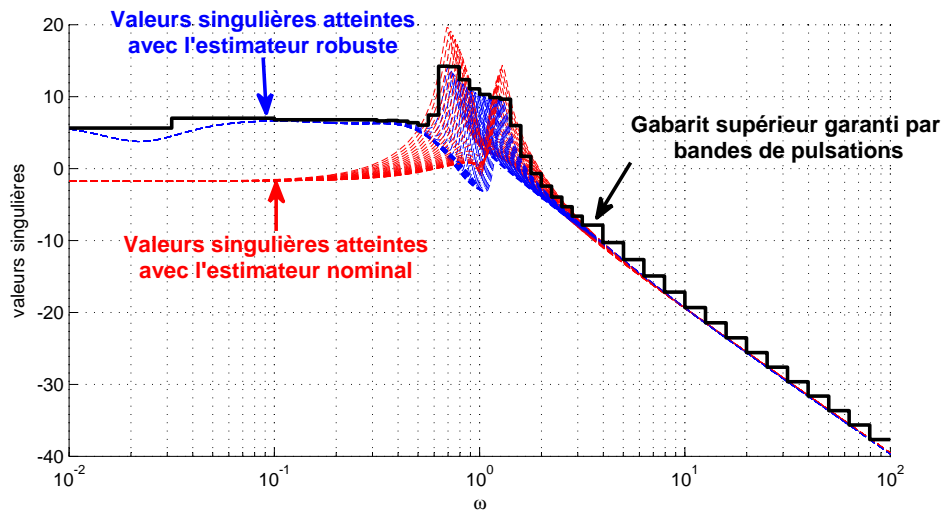 Valeurs singulières atteintes
avec l'estimateur robuste
Gabarit supérieur garanti par
bandes de pulsations
Valeurs singulières atteintes
avec l'estimateur nominal
valeurs singulières
20
10
0
-10
-20
-30
-40
10^-2
10^-1
10^0
10^1
10^2
ω